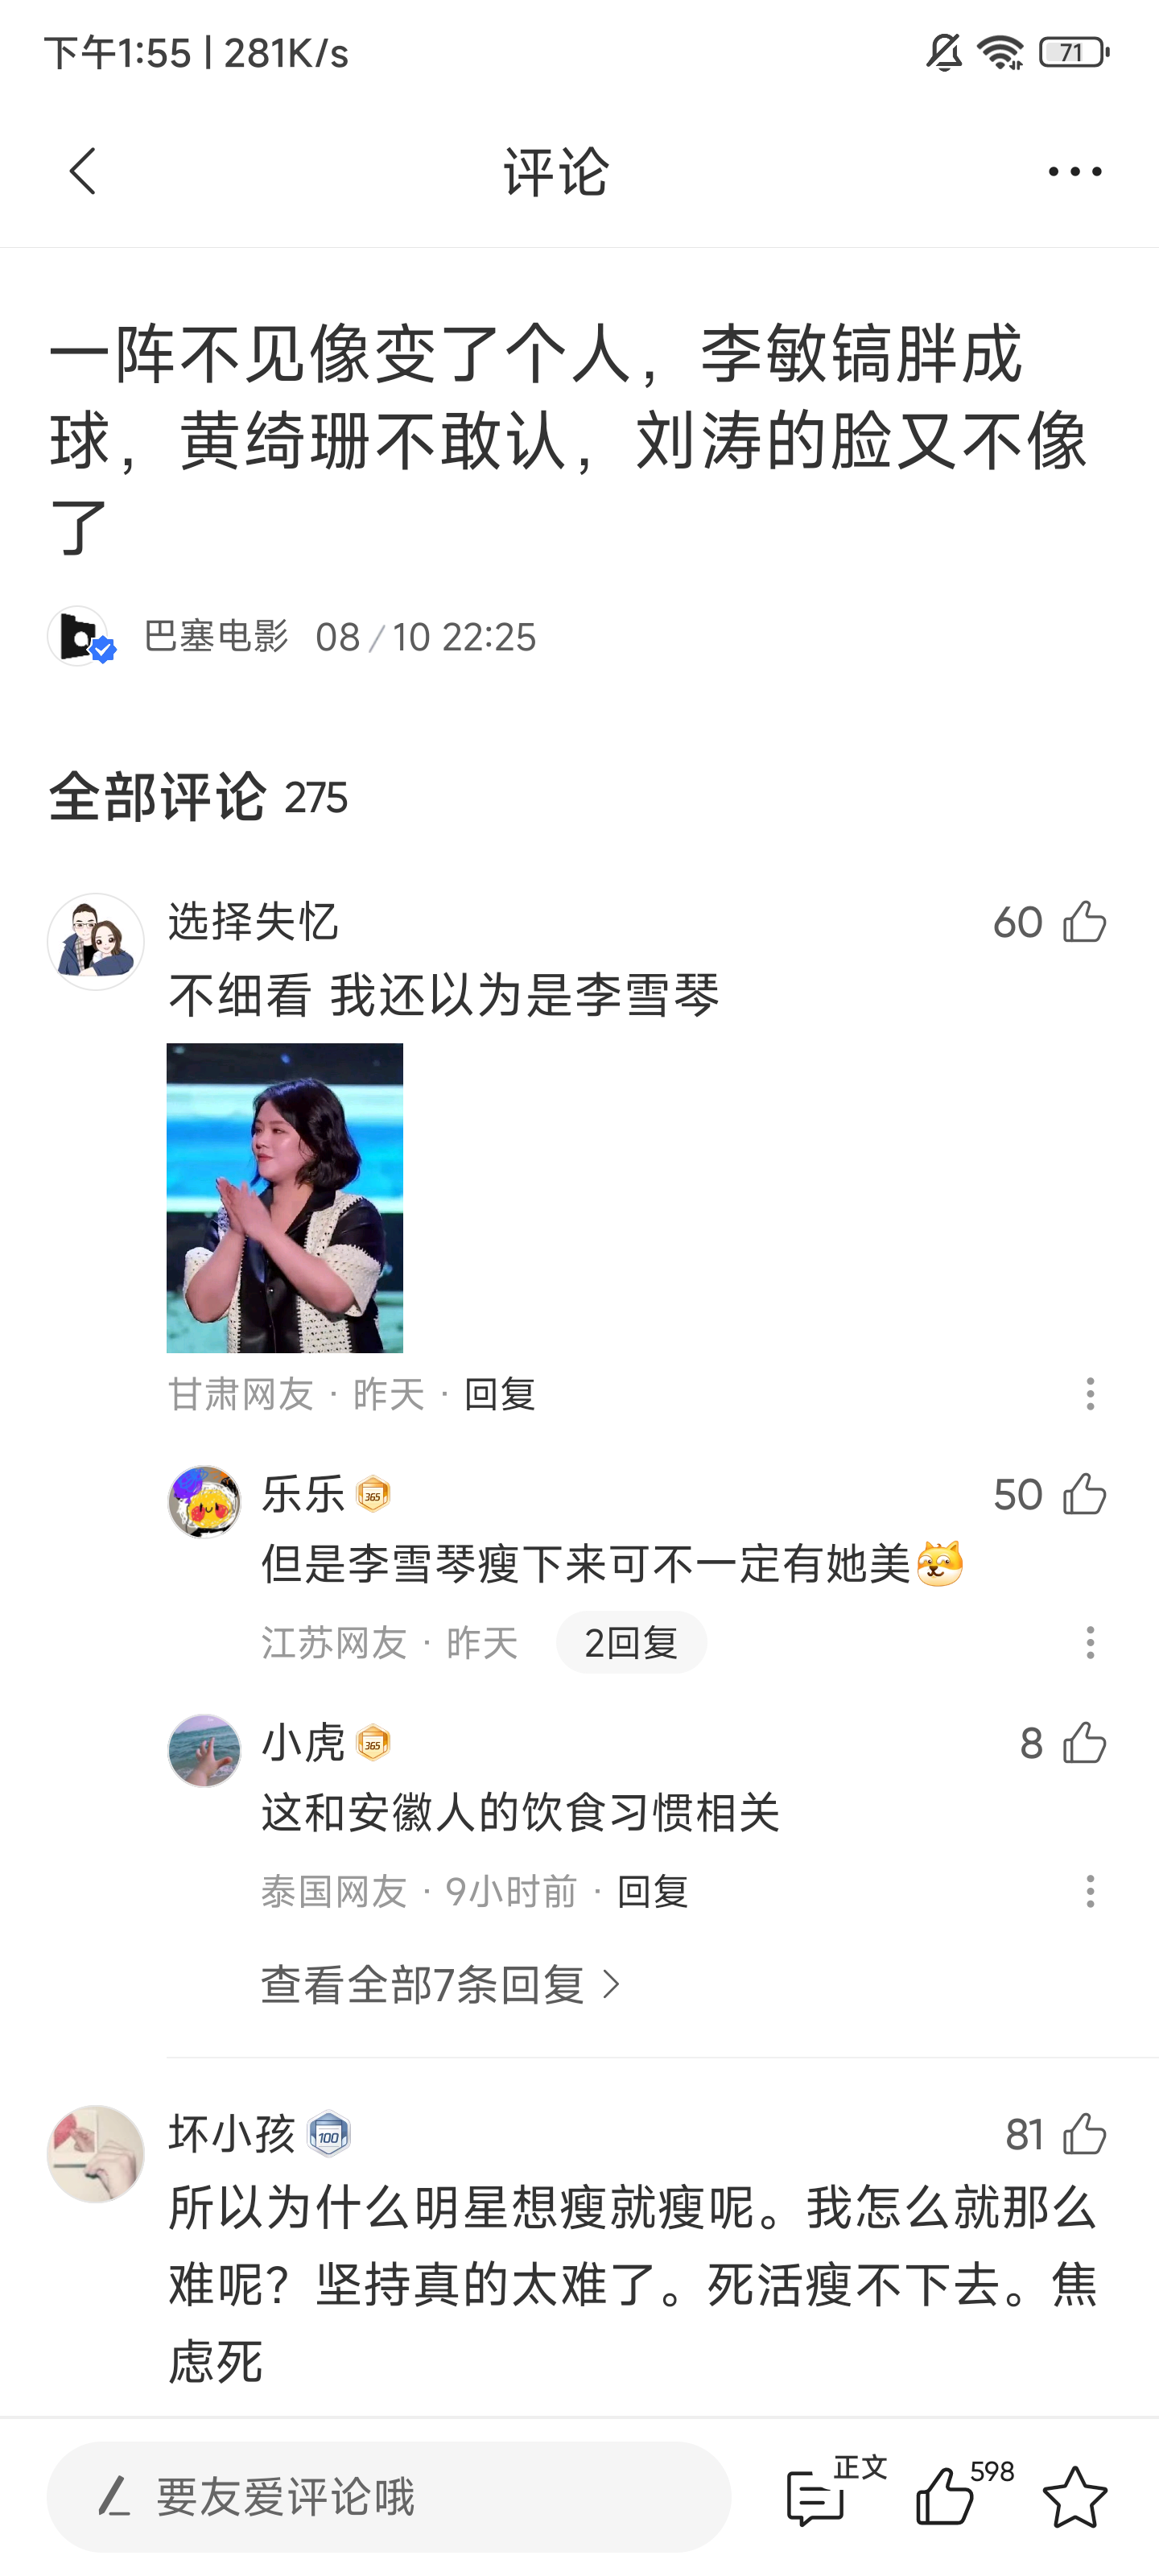 下午1:55 | 281K/s
71
评论
一阵不见像变了个人，李敏镐胖成
球，黄绮珊不敢认，刘涛的脸又不像
了
巴塞电影 08/10 22:25
全部评论 275
选择失忆 60
不细看 我还以为是李雪琴
甘肃网友 · 昨天 · 回复
乐乐 365 50
但是李雪琴瘦下来可不一定有她美
江苏网友 · 昨天 2回复
小虎 365 8
这和安徽人的饮食习惯相关
泰国网友 · 9小时前 · 回复
查看全部7条回复
坏小孩 100 81
所以为什么明星想瘦就瘦呢。我怎么就那么
难呢？坚持真的太难了。死活瘦不下去。焦
虑死
要友爱评论哦 正文 598